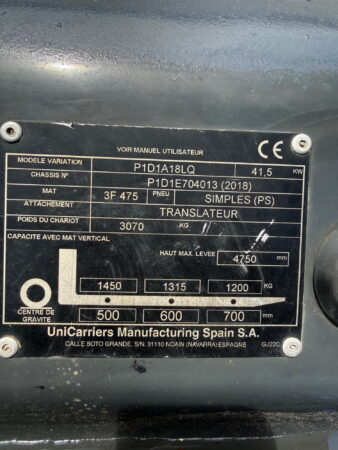 VOIR MANUEL UTILISATEUR
CE
MODELE VARIATION P1D1A18LQ 41,5 KW
CHASSIS Nº P1D1E704013 (2018)
MAT 3F 475 PNEU SIMPLES (PS)
ATTACHEMENT TRANSLATEUR
POIDS DU CHARIOT 3070 KG
CAPACITE AVEC MAT VERTICAL
HAUT MAX. LEVEE 4750 mm
1450 1315 1200 KG
CENTRE DE GRAVITE 500 600 700 mm
UniCarriers Manufacturing Spain S.A.
CALLE SOTO GRANDE, S/N, 31110 NOAIN (NAVARRA) ESPAGNE GJ22C